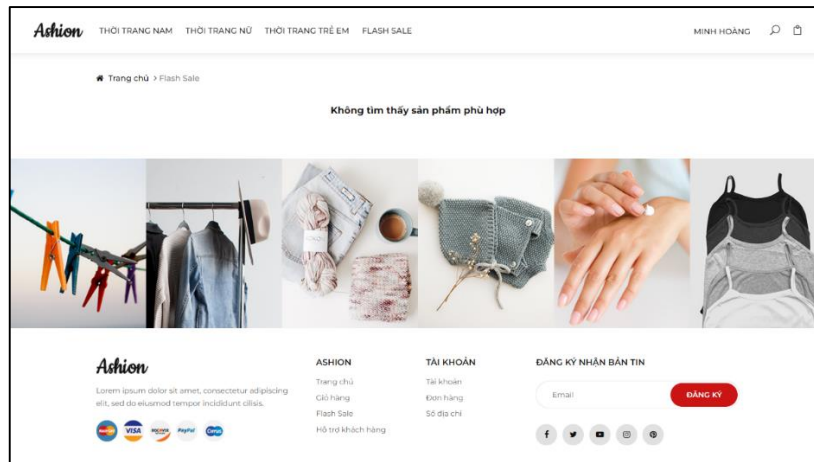 Ashion THỜI TRANG NAM THỜI TRANG NỮ THỜI TRANG TRẺ EM FLASH SALE MINH HOÀNG
Trang chủ > Flash Sale
Không tìm thấy sản phẩm phù hợp
Ashion
Lorem ipsum dolor sit amet, consectetur adipiscing
elit, sed do eiusmod tempor incididunt cilisis.
MasterCard VISA DISCOVER PayPal Cirrus
ASHION
Trang chủ
Giỏ hàng
Flash Sale
Hỗ trợ khách hàng
TÀI KHOẢN
Tài khoản
Đơn hàng
Sổ địa chỉ
ĐĂNG KÝ NHẬN BẢN TIN
Email ĐĂNG KÝ